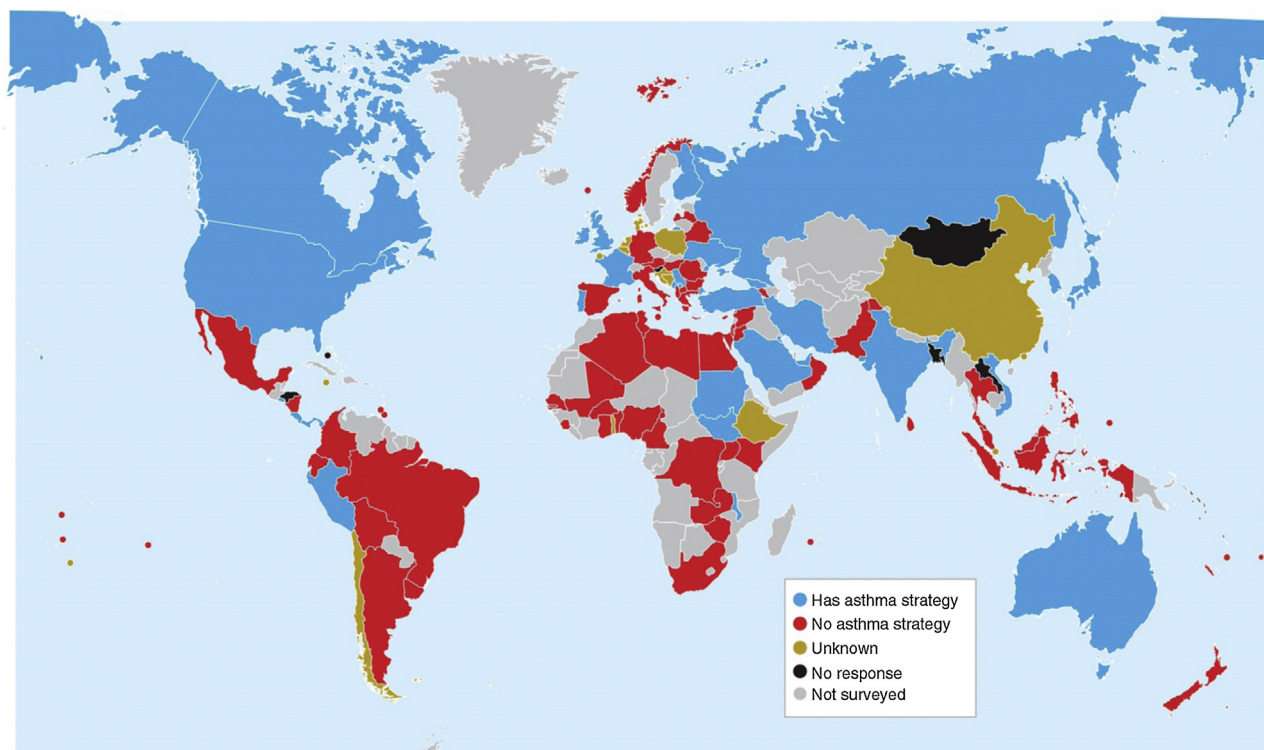 Has asthma strategy
No asthma strategy
Unknown
No response
Not surveyed